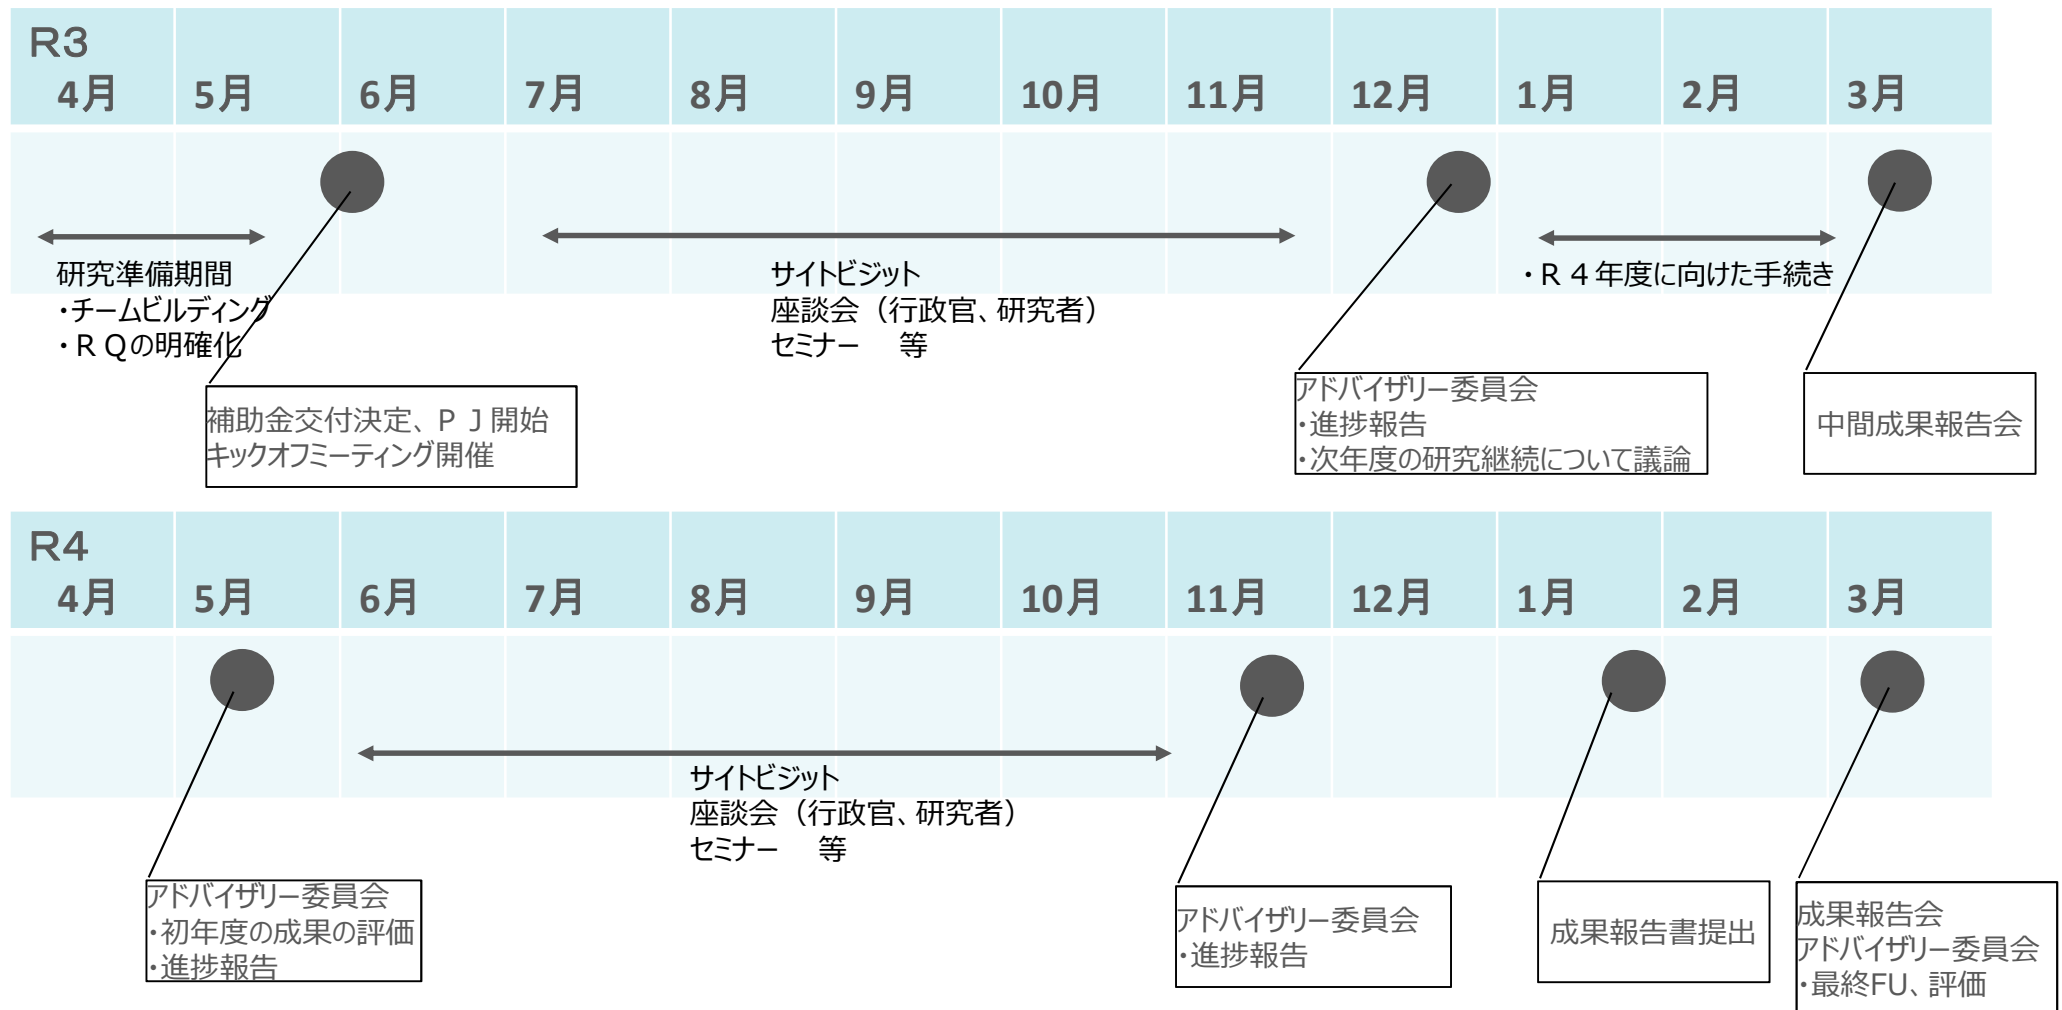 R3
4月 5月 6月 7月 8月 9月 10月 11月 12月 1月 2月 3月
研究準備期間
・チームビルディング
・ＲＱの明確化
サイトビジット
座談会（行政官、研究者）
セミナー　等
・Ｒ４年度に向けた手続き
補助金交付決定、ＰＪ開始
キックオフミーティング開催
アドバイザリー委員会
・進捗報告
・次年度の研究継続について議論
中間成果報告会
R4
4月 5月 6月 7月 8月 9月 10月 11月 12月 1月 2月 3月
サイトビジット
座談会（行政官、研究者）
セミナー　等
アドバイザリー委員会
・初年度の成果の評価
・進捗報告
アドバイザリー委員会
・進捗報告
成果報告書提出
成果報告会
アドバイザリー委員会
・最終FU、評価